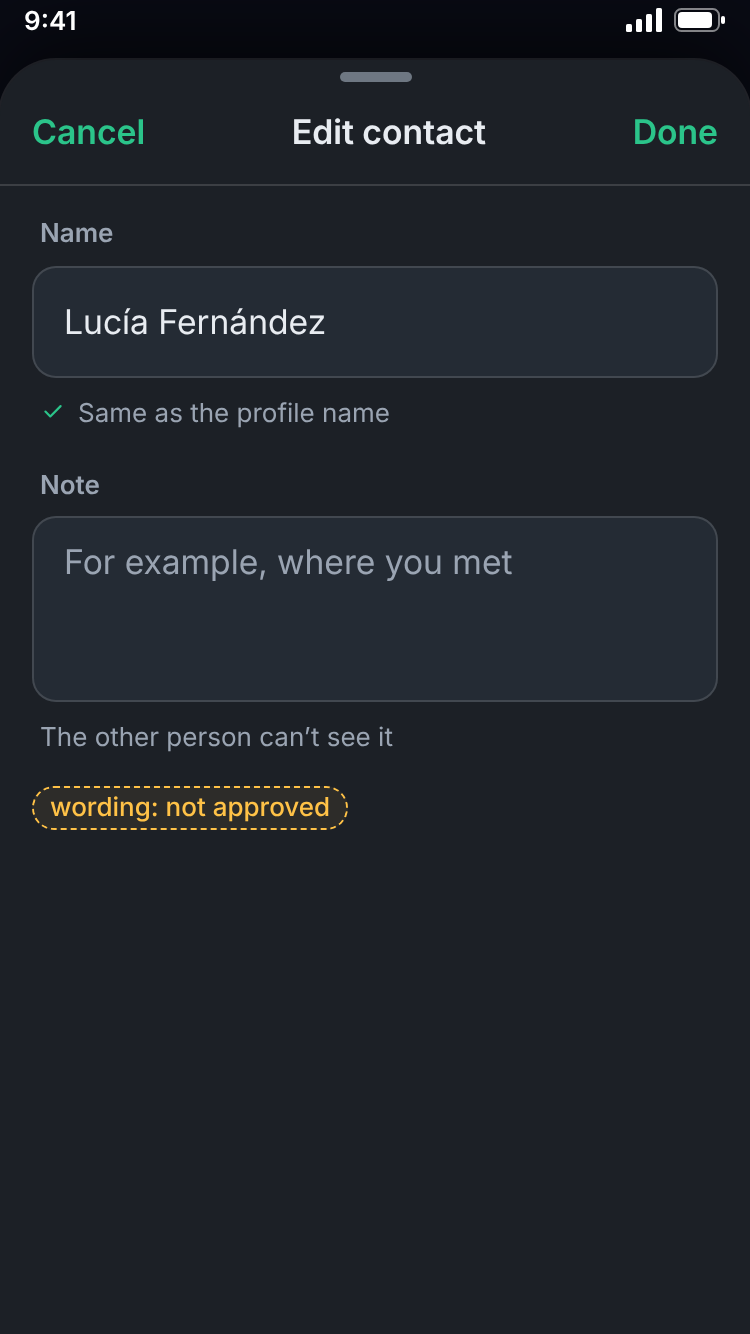 9:41
Cancel Edit contact Done
Name
Lucía Fernández
Same as the profile name
Note
For example, where you met
The other person can’t see it
wording: not approved